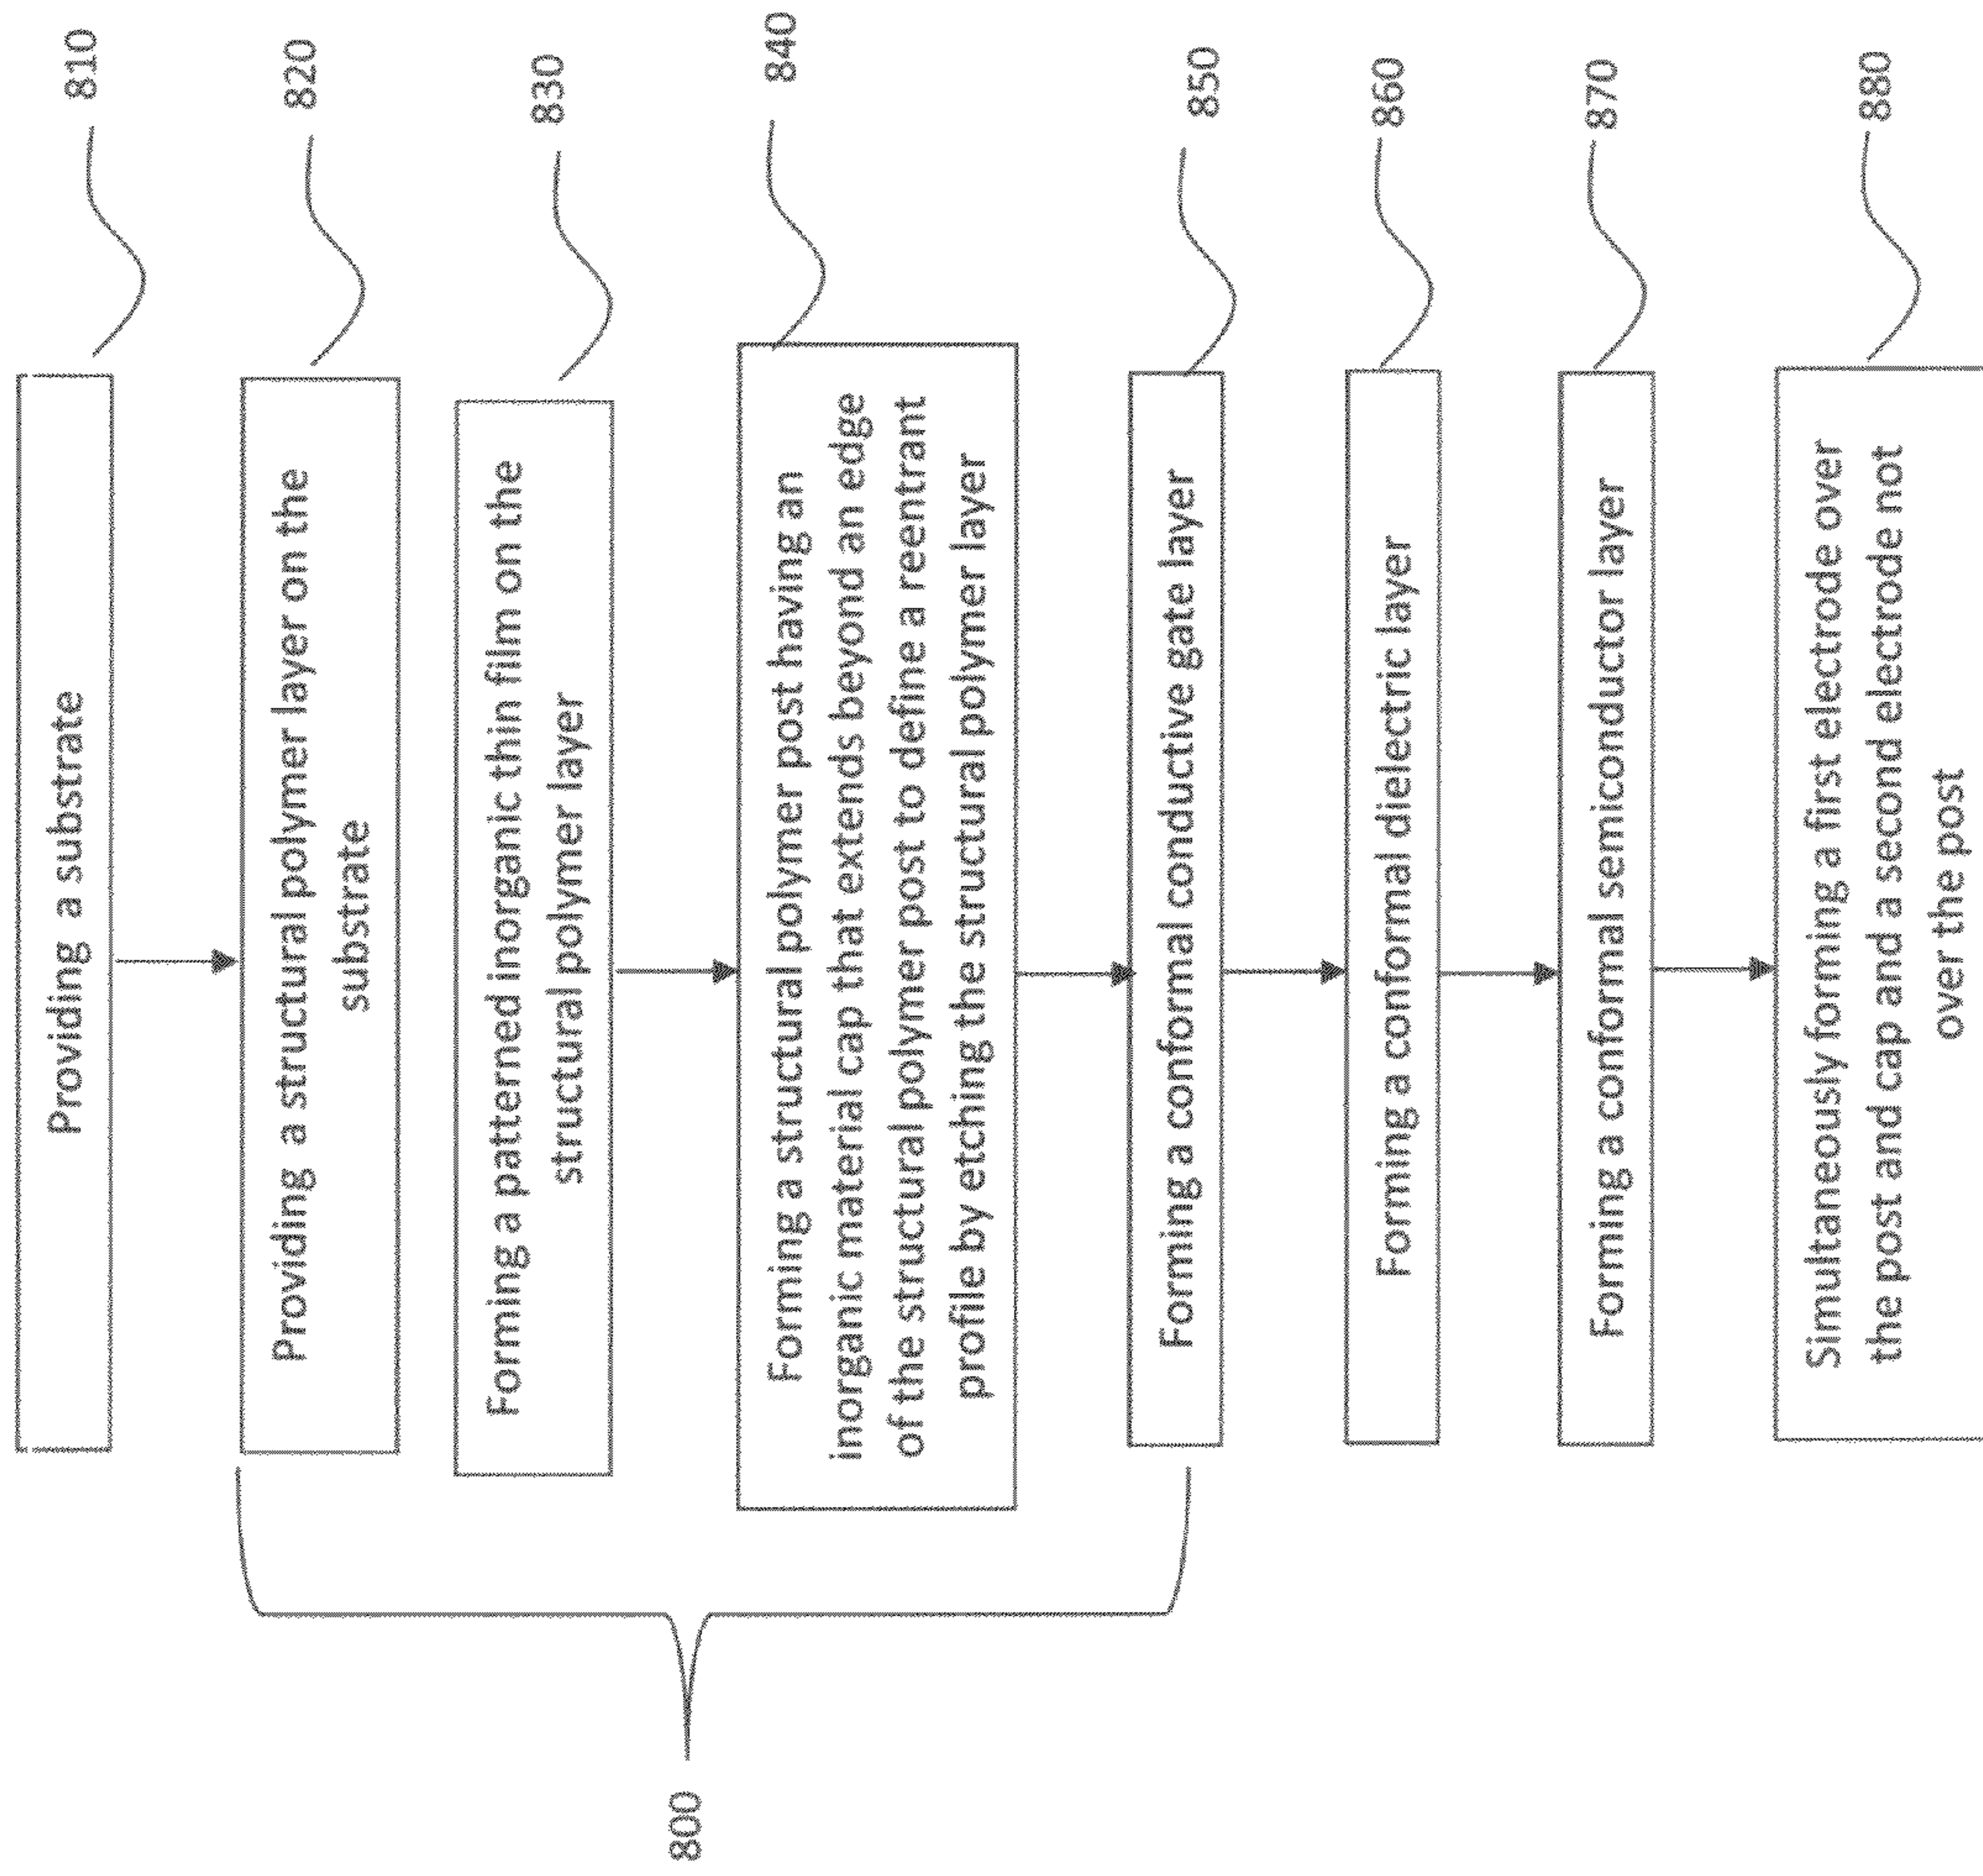 Providing a substrate
810
Providing a structural polymer layer on the
substrate
820
Forming a patterned inorganic thin film on the
structural polymer layer
830
Forming a structural polymer post having an
inorganic material cap that extends beyond an edge
of the structural polymer post to define a reentrant
profile by etching the structural polymer layer
840
800
Forming a conformal conductive gate layer
850
Forming a conformal dielectric layer
860
Forming a conformal semiconductor layer
870
Simultaneously forming a first electrode over
the post and cap and a second electrode not
over the post
880